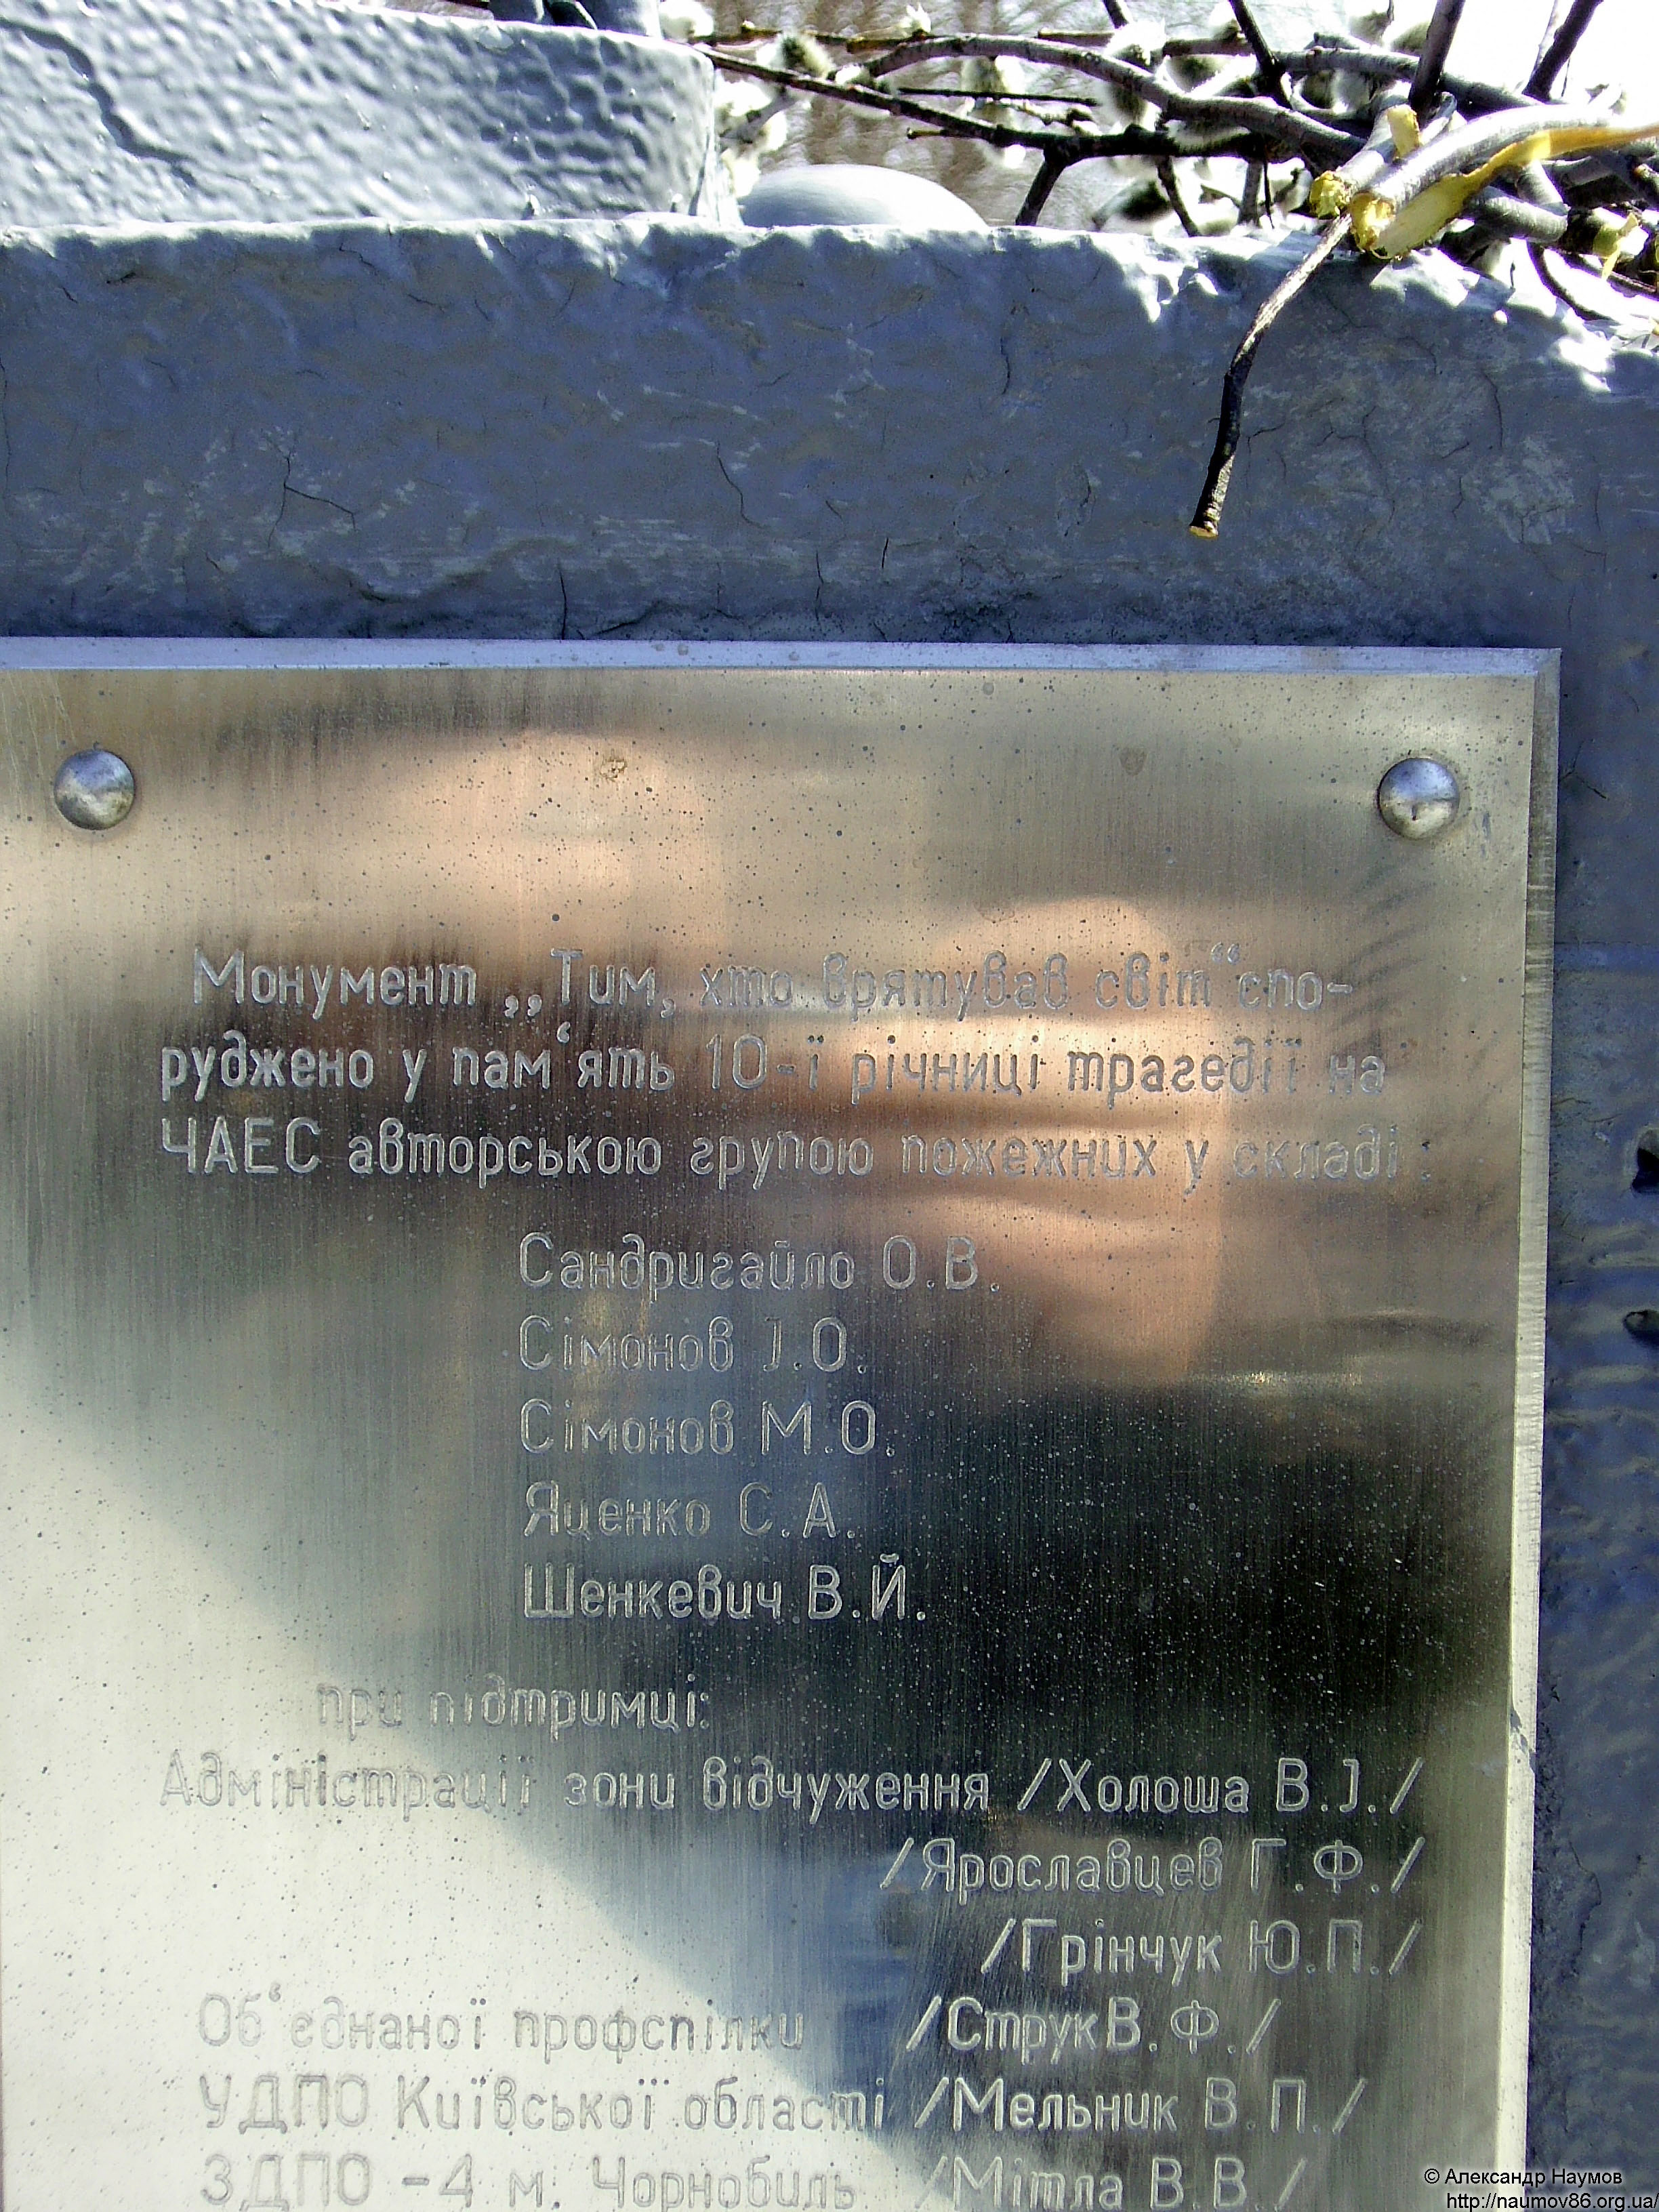 Монумент „Тим, хто врятував світ“ спо-
руджено у пам‘ять 10-ї річниці трагедії на
ЧАЕС авторською групою пожежних у складі:
Сандригайло О.В.
Сімонов І.О.
Сімонов М.О.
Яценко С.А.
Шенкевич В.Й.
при підтримці:
Адміністрації зони відчуження /Холоша В.І./
/Ярославцев Г.Ф./
/Грінчук Ю.П./
Об‘єднаної профспілки /Струк В.Ф./
УДПО Київської області /Мельник В.П./
ЗДПО -4 м. Чорнобиль /Мітла В.В./
© Александр Наумов
http://naumov86.org.ua/